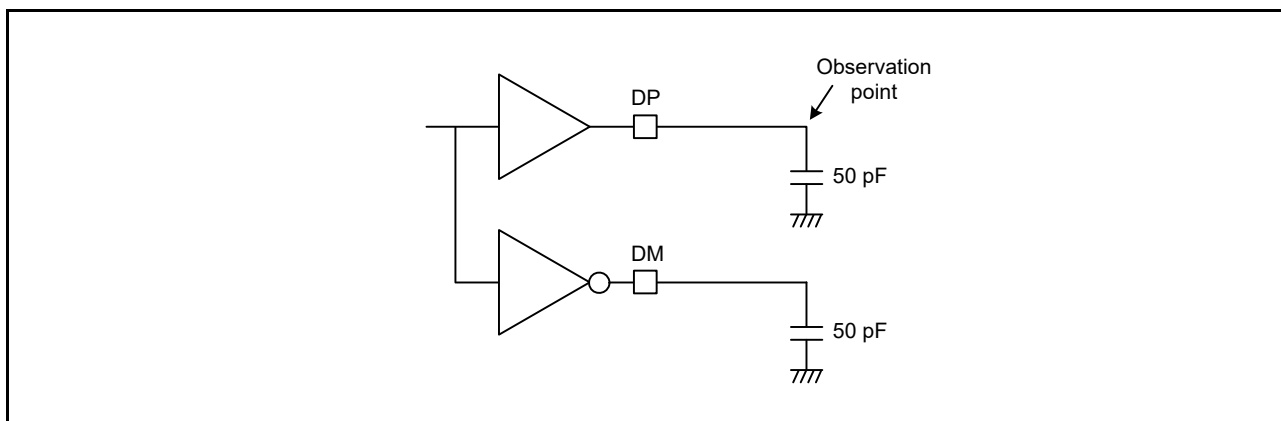 Observation
point
DP
50 pF
DM
50 pF